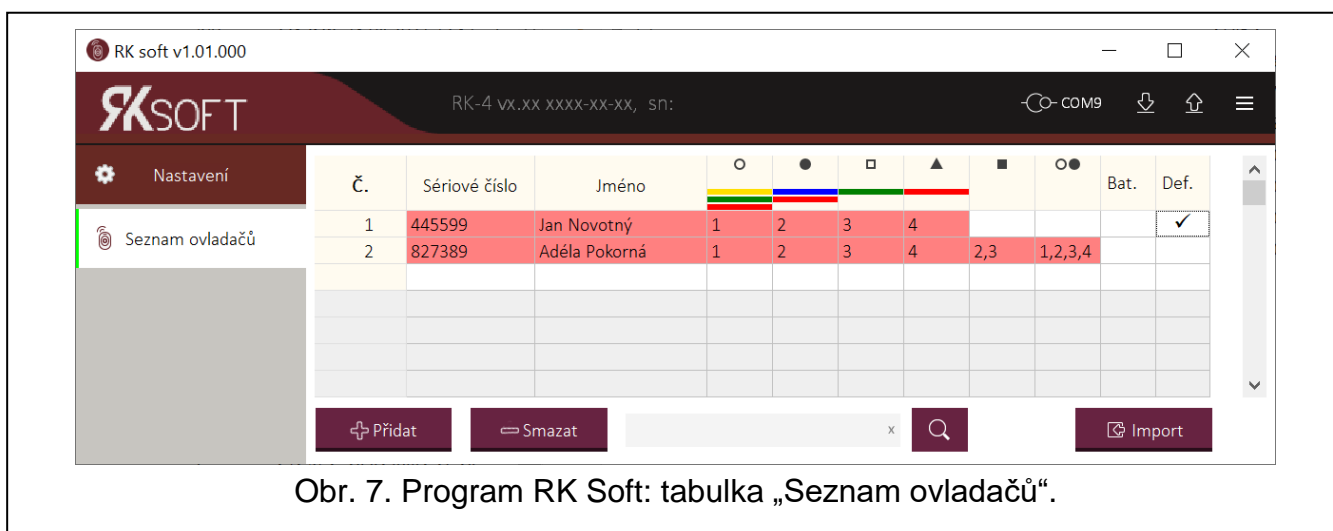 RK soft v1.01.000
RKSOFT
RK-4 vx.xx xxxx-xx-xx, sn:
COM9
Nastavení
Seznam ovladačů
Č. Sériové číslo Jméno Bat. Def.
1 445599 Jan Novotný 1 2 3 4
2 827389 Adéla Pokorná 1 2 3 4 2,3 1,2,3,4
Přidat Smazat x Import
Obr. 7. Program RK Soft: tabulka „Seznam ovladačů“.